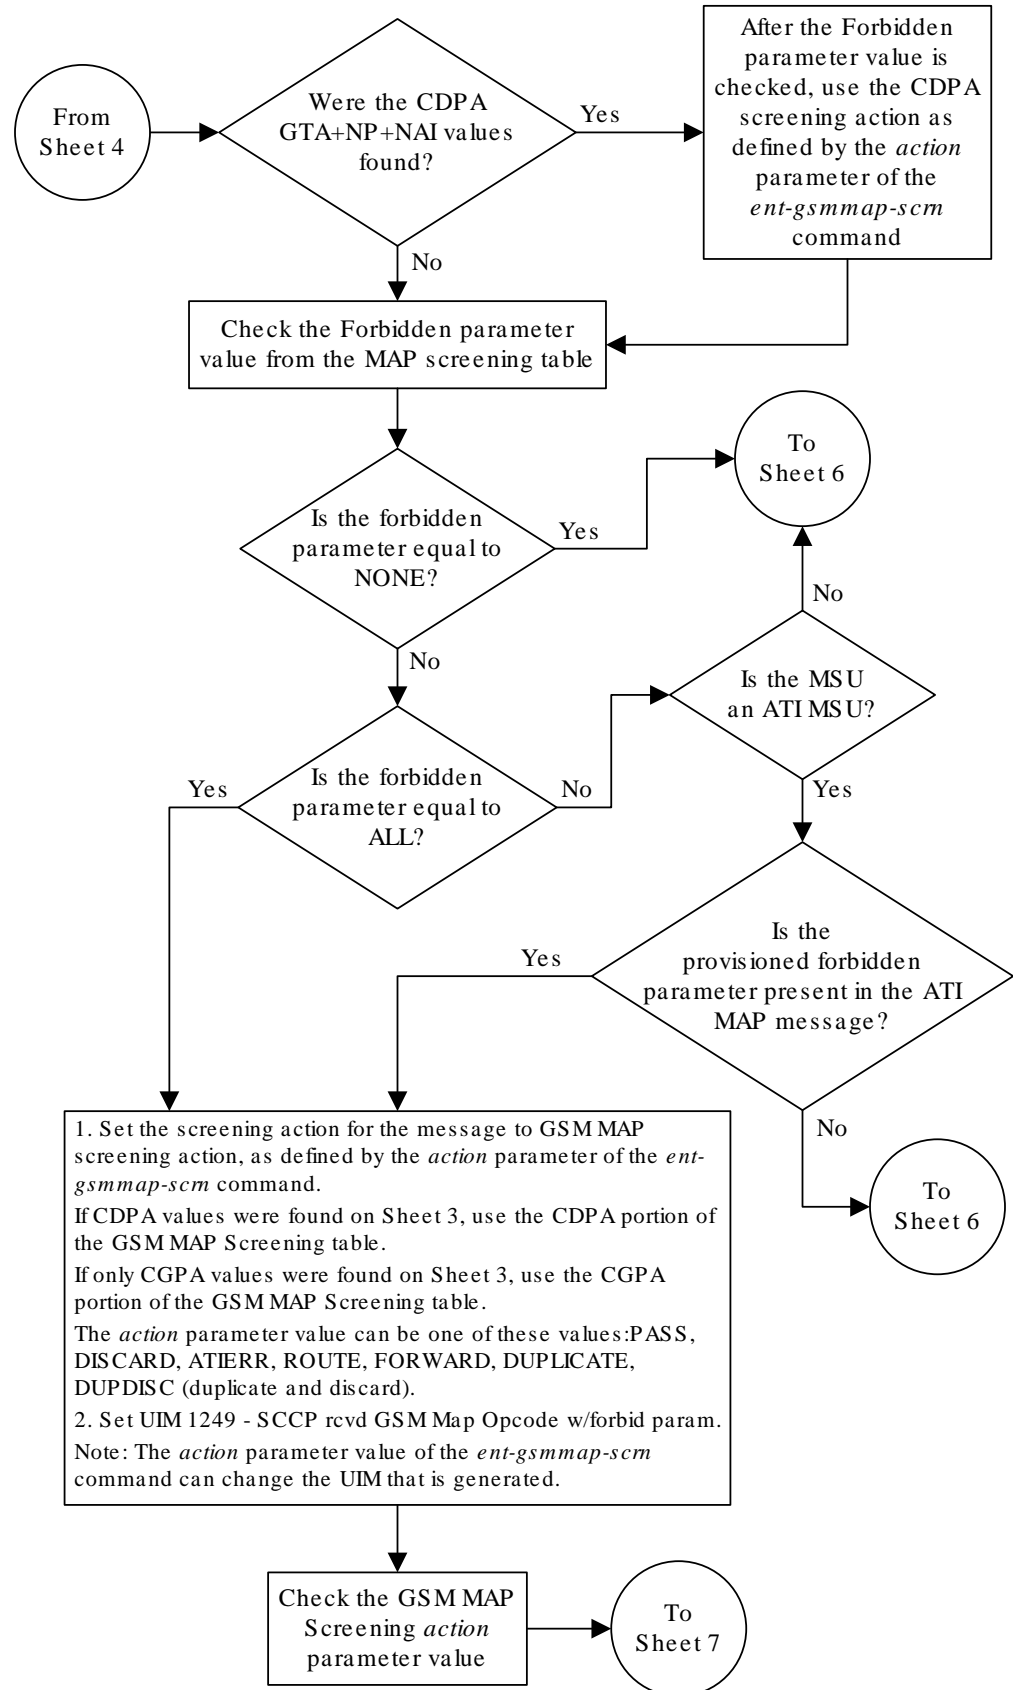 From
Sheet 4
Were the CDPA
GTA+NP+NAI values
found?
Yes
After the Forbidden
parameter value is
checked, use the CDPA
screening action as
defined by the action
parameter of the
ent-gsmmap-scrn
command
No
Check the Forbidden parameter
value from the MAP screening table
To
Sheet 6
Is the forbidden
parameter equal to
NONE?
Yes
No
No
Is the MSU
an ATI MSU?
Yes
Is the forbidden
parameter equal to
ALL?
Yes
No
Is the
provisioned forbidden
parameter present in the ATI
MAP message?
Yes
No
To
Sheet 6
1. Set the screening action for the message to GSM MAP
screening action, as defined by the action parameter of the ent-
gsmmap-scrn command.
If CDPA values were found on Sheet 3, use the CDPA portion of
the GSM MAP Screening table.
If only CGPA values were found on Sheet 3, use the CGPA
portion of the GSM MAP Screening table.
The action parameter value can be one of these values:PASS,
DISCARD, ATIERR, ROUTE, FORWARD, DUPLICATE,
DUPDISC (duplicate and discard).
2. Set UIM 1249 - SCCP rcvd GSM Map Opcode w/forbid param.
Note: The action parameter value of the ent-gsmmap-scrn
command can change the UIM that is generated.
Check the GSM MAP
Screening action
parameter value
To
Sheet 7